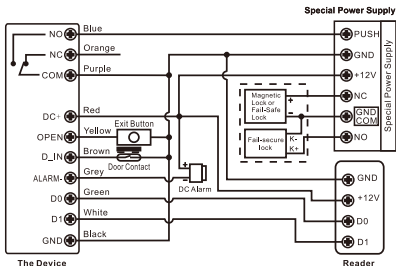 Special Power Supply
NO
Blue
NC
Orange
COM
Purple
DC+
Red
OPEN
Yellow
Exit Button
D_IN
Brown
Door Contact
ALARM-
Grey
DC Alarm
D0
Green
D1
White
GND
Black
The Device
Magnetic
Lock or
Fail-Safe
Lock
+
-
Fail-secure
lock
K-
K+
PUSH
GND
+12V
NC
GND
COM
NO
Special Power Supply
GND
+12V
D0
D1
Reader